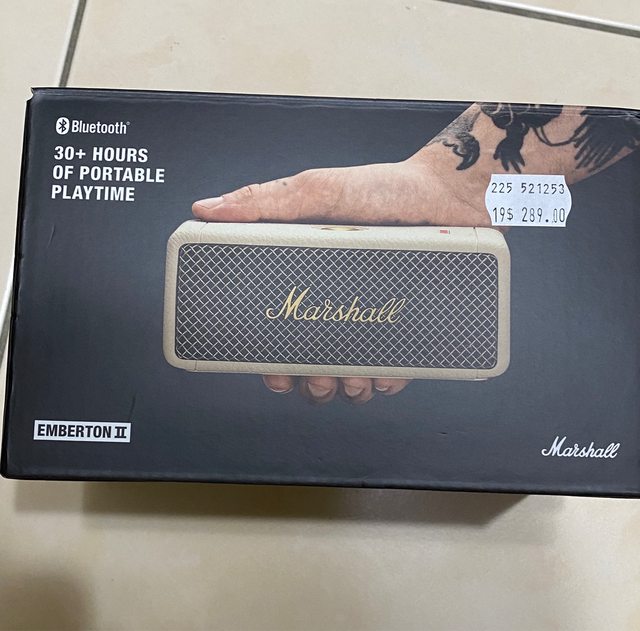 Bluetooth®
30+ HOURS
OF PORTABLE
PLAYTIME
225 521253
19$ 289.00
Marshall
EMBERTON II
Marshall